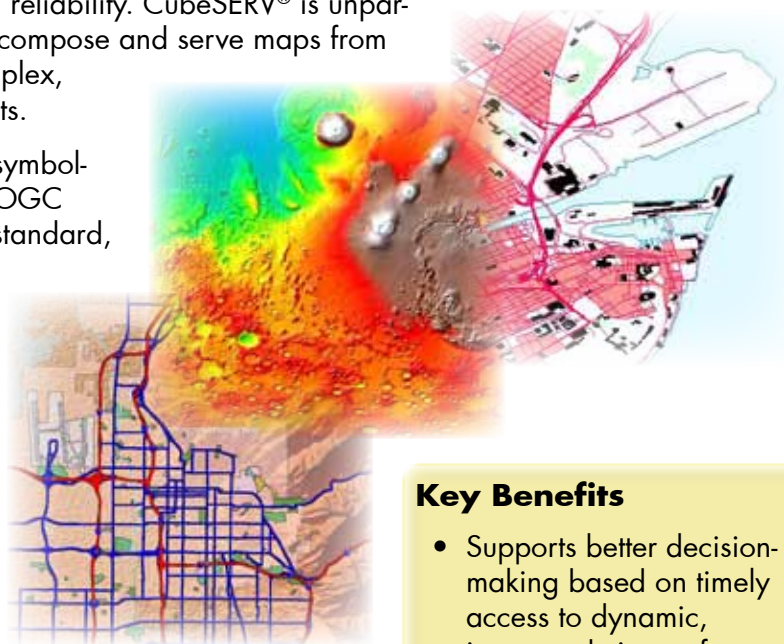 reliability. CubeSERV® is unpar-
compose and serve maps from
plex,
ts.
symbol-
OGC
standard,
Key Benefits
• Supports better decision-
making based on timely
access to dynamic,